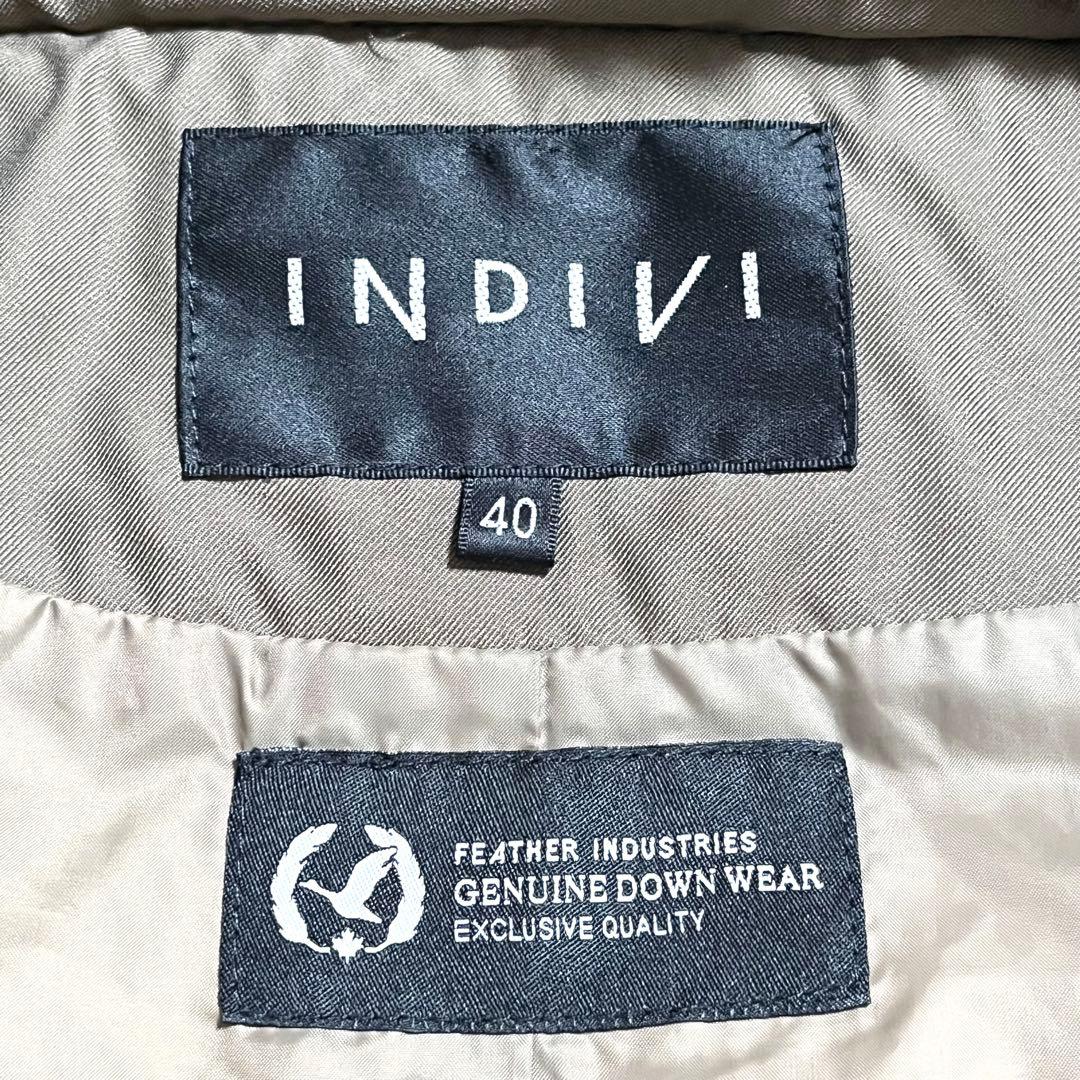 INDIVI
40
FEATHER INDUSTRIES
GENUINE DOWN WEAR
EXCLUSIVE QUALITY